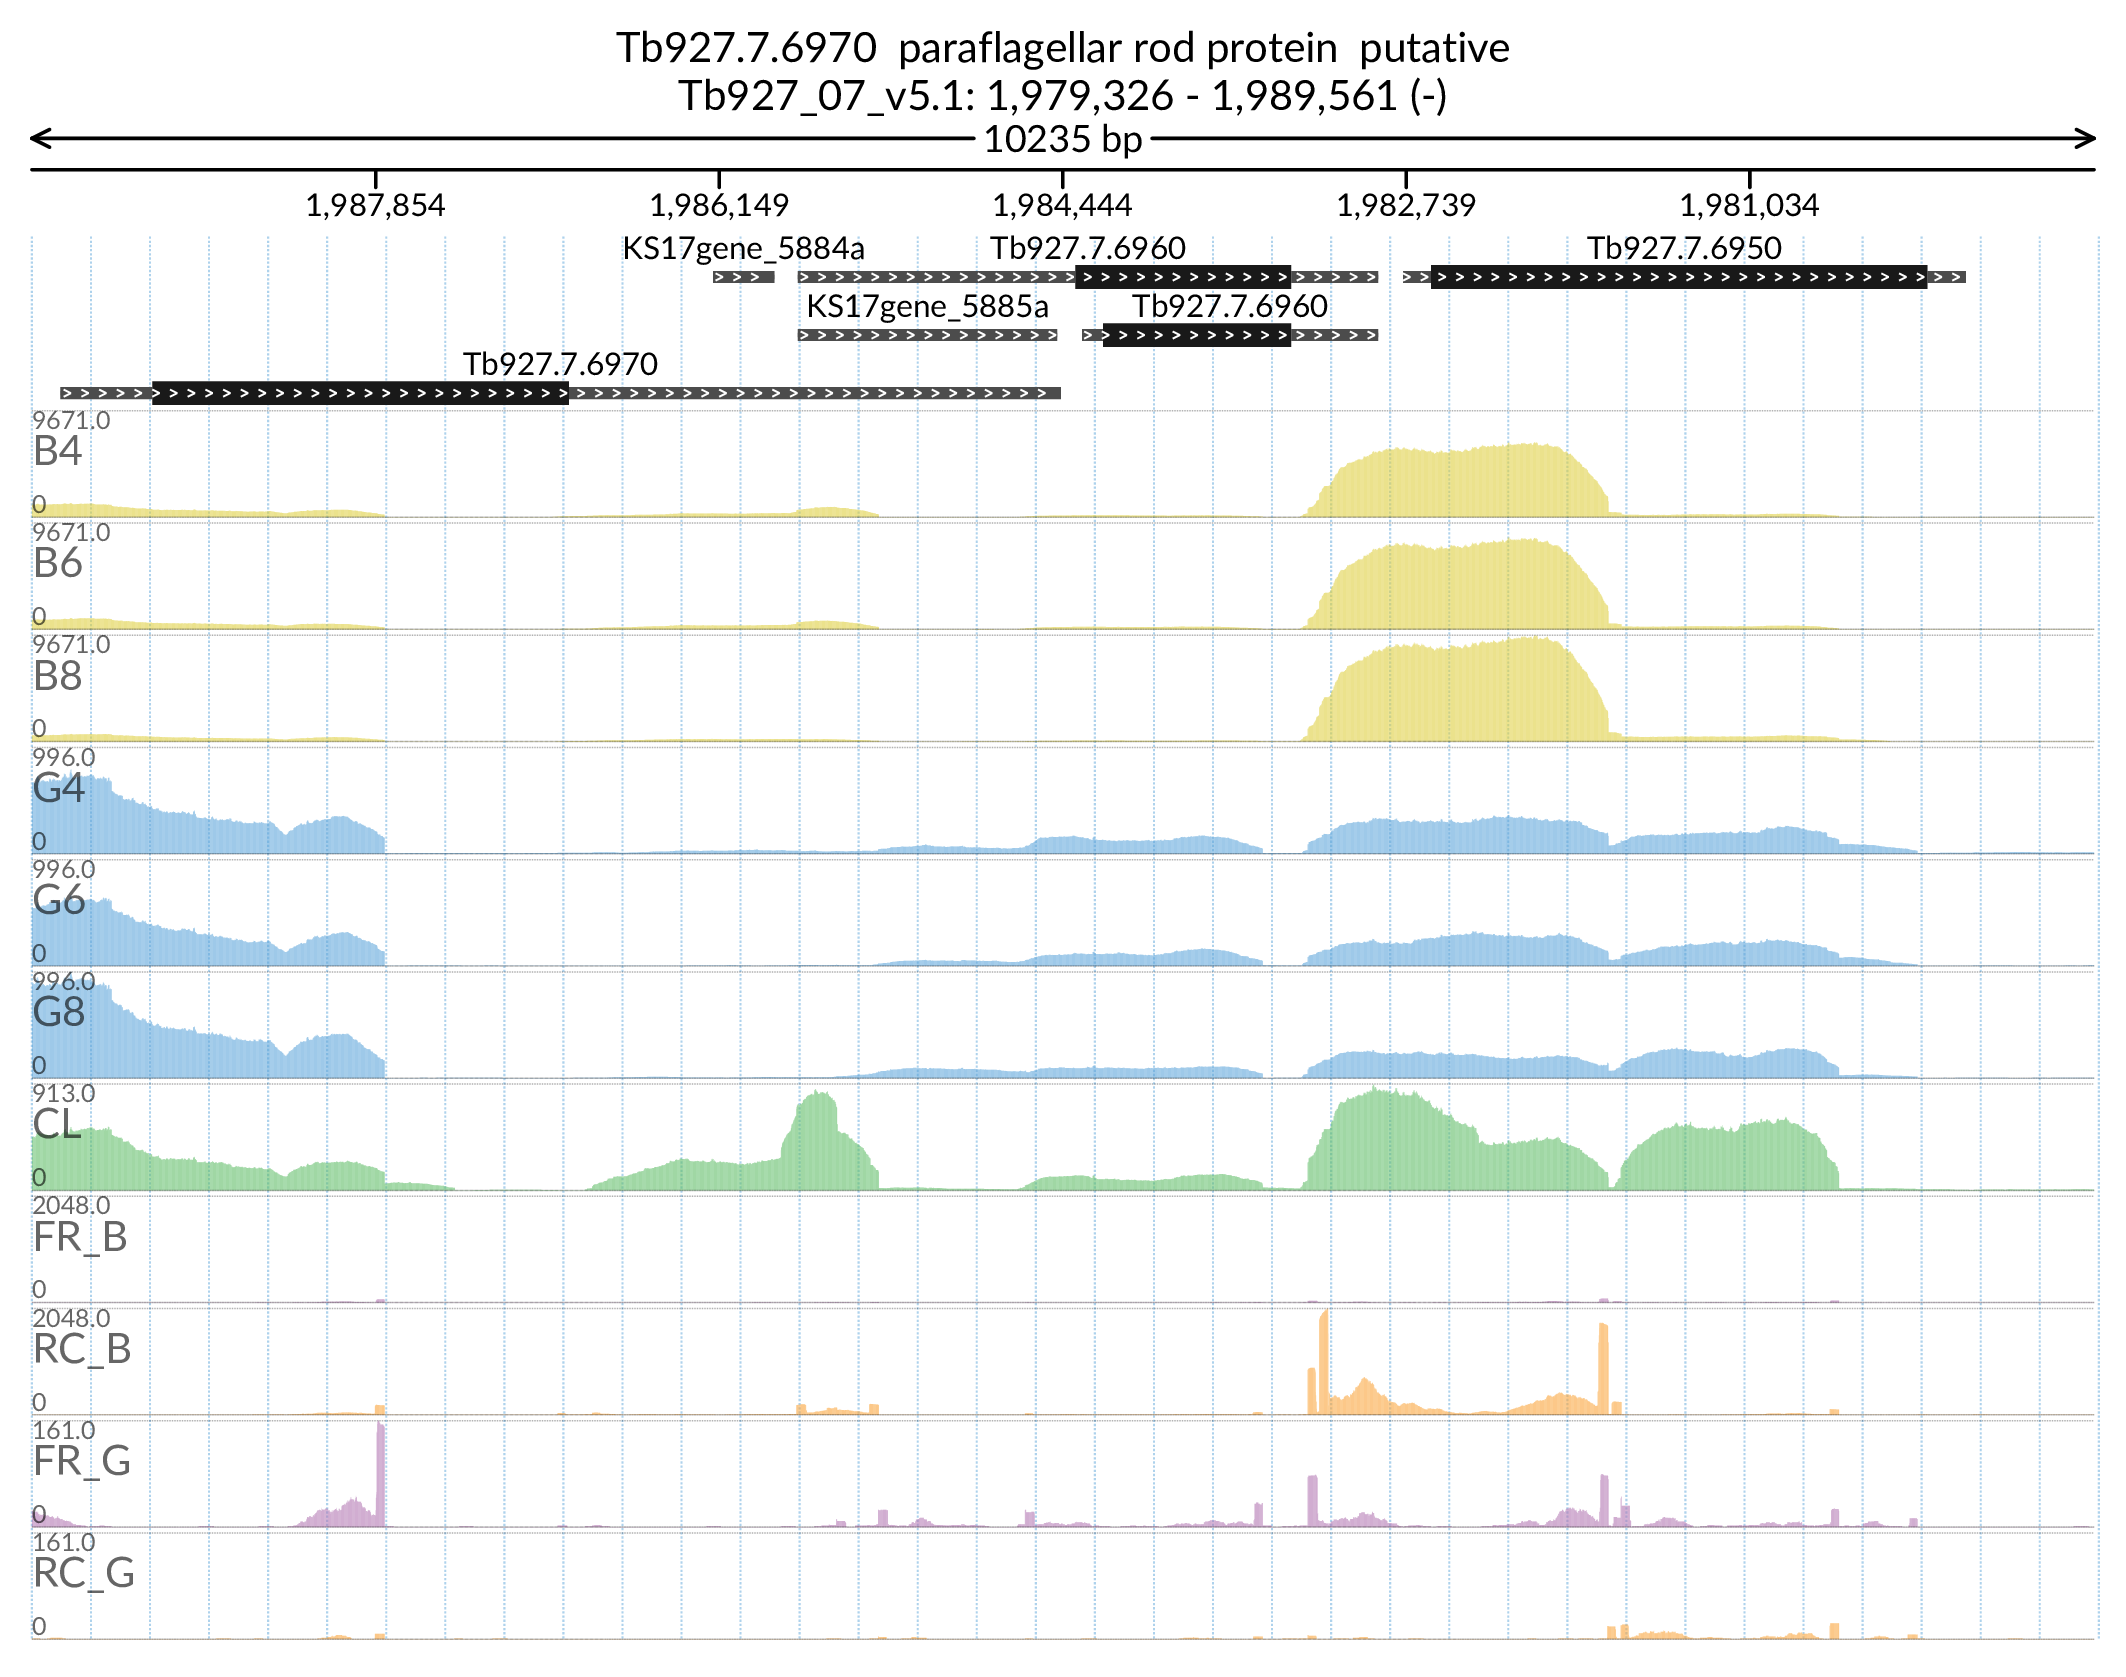 Tb927.7.6970 paraflagellar rod protein putative
Tb927_07_v5.1: 1,979,326 - 1,989,561 (-)
10235 bp
1,987,854 1,986,149 1,984,444 1,982,739 1,981,034
KS17gene_5884a Tb927.7.6960 Tb927.7.6950
KS17gene_5885a Tb927.7.6960
Tb927.7.6970
9671.0
B4
0
9671.0
B6
0
9671.0
B8
0
996.0
G4
0
996.0
G6
0
996.0
G8
0
913.0
CL
0
2048.0
FR_B
0
2048.0
RC_B
0
161.0
FR_G
0
161.0
RC_G
0